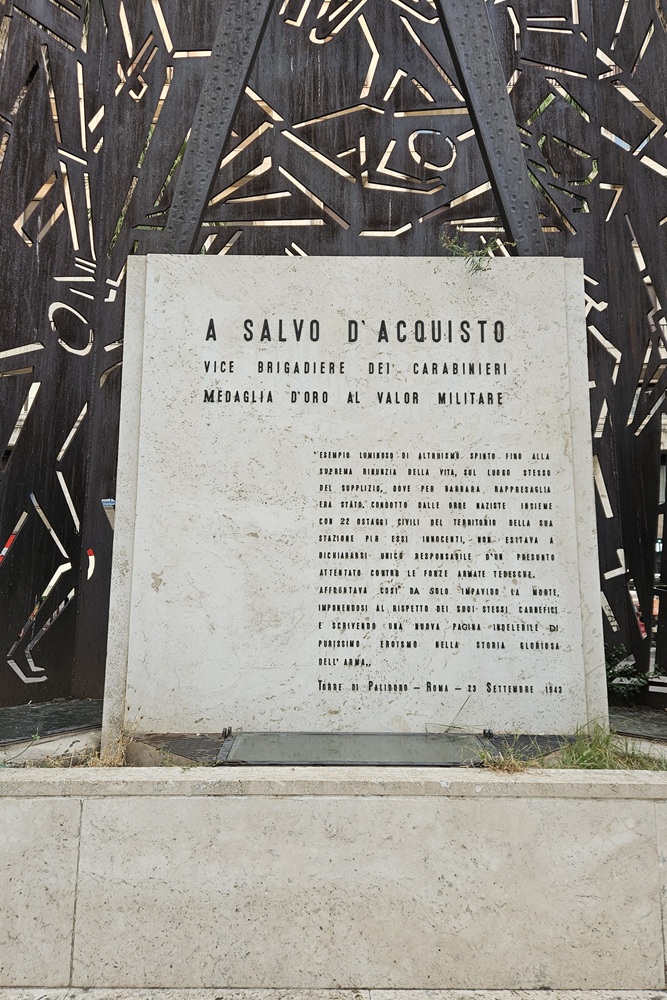 A SALVO D'ACQUISTO
VICE BRIGADIERE DEI CARABINIERI
MEDAGLIA D'ORO AL VALOR MILITARE
"ESEMPIO LUMINOSO DI ALTRUISMO SPINTO FINO ALLA
SUPREMA RINUNZIA DELLA VITA, SUL LUOGO STESSO
DEL SUPPLIZIO, DOVE PER BARBARA RAPPRESAGLIA
ERA STATO CONDOTTO DALLE ORDE NAZISTE INSIEME
CON 22 OSTAGGI CIVILI DEL TERRITORIO DELLA SUA
STAZIONE PUR ESSI INNOCENTI, NON ESITAVA A
DICHIARARSI UNICO RESPONSABILE D'UN PRESUNTO
ATTENTATO CONTRO LE FORZE ARMATE TEDESCHE.
AFFRONTAVA COSI' DA SOLO IMPAVIDO LA MORTE,
IMPONENDOSI AL RISPETTO DEI SUOI STESSI CARNEFICI
E SCRIVENDO UNA NUOVA PAGINA INDELEBILE DI
PURISSIMO EROISMO NELLA STORIA GLORIOSA
DELL'ARMA„
TORRE DI PALIDORO - ROMA - 23 SETTEMBRE 1943